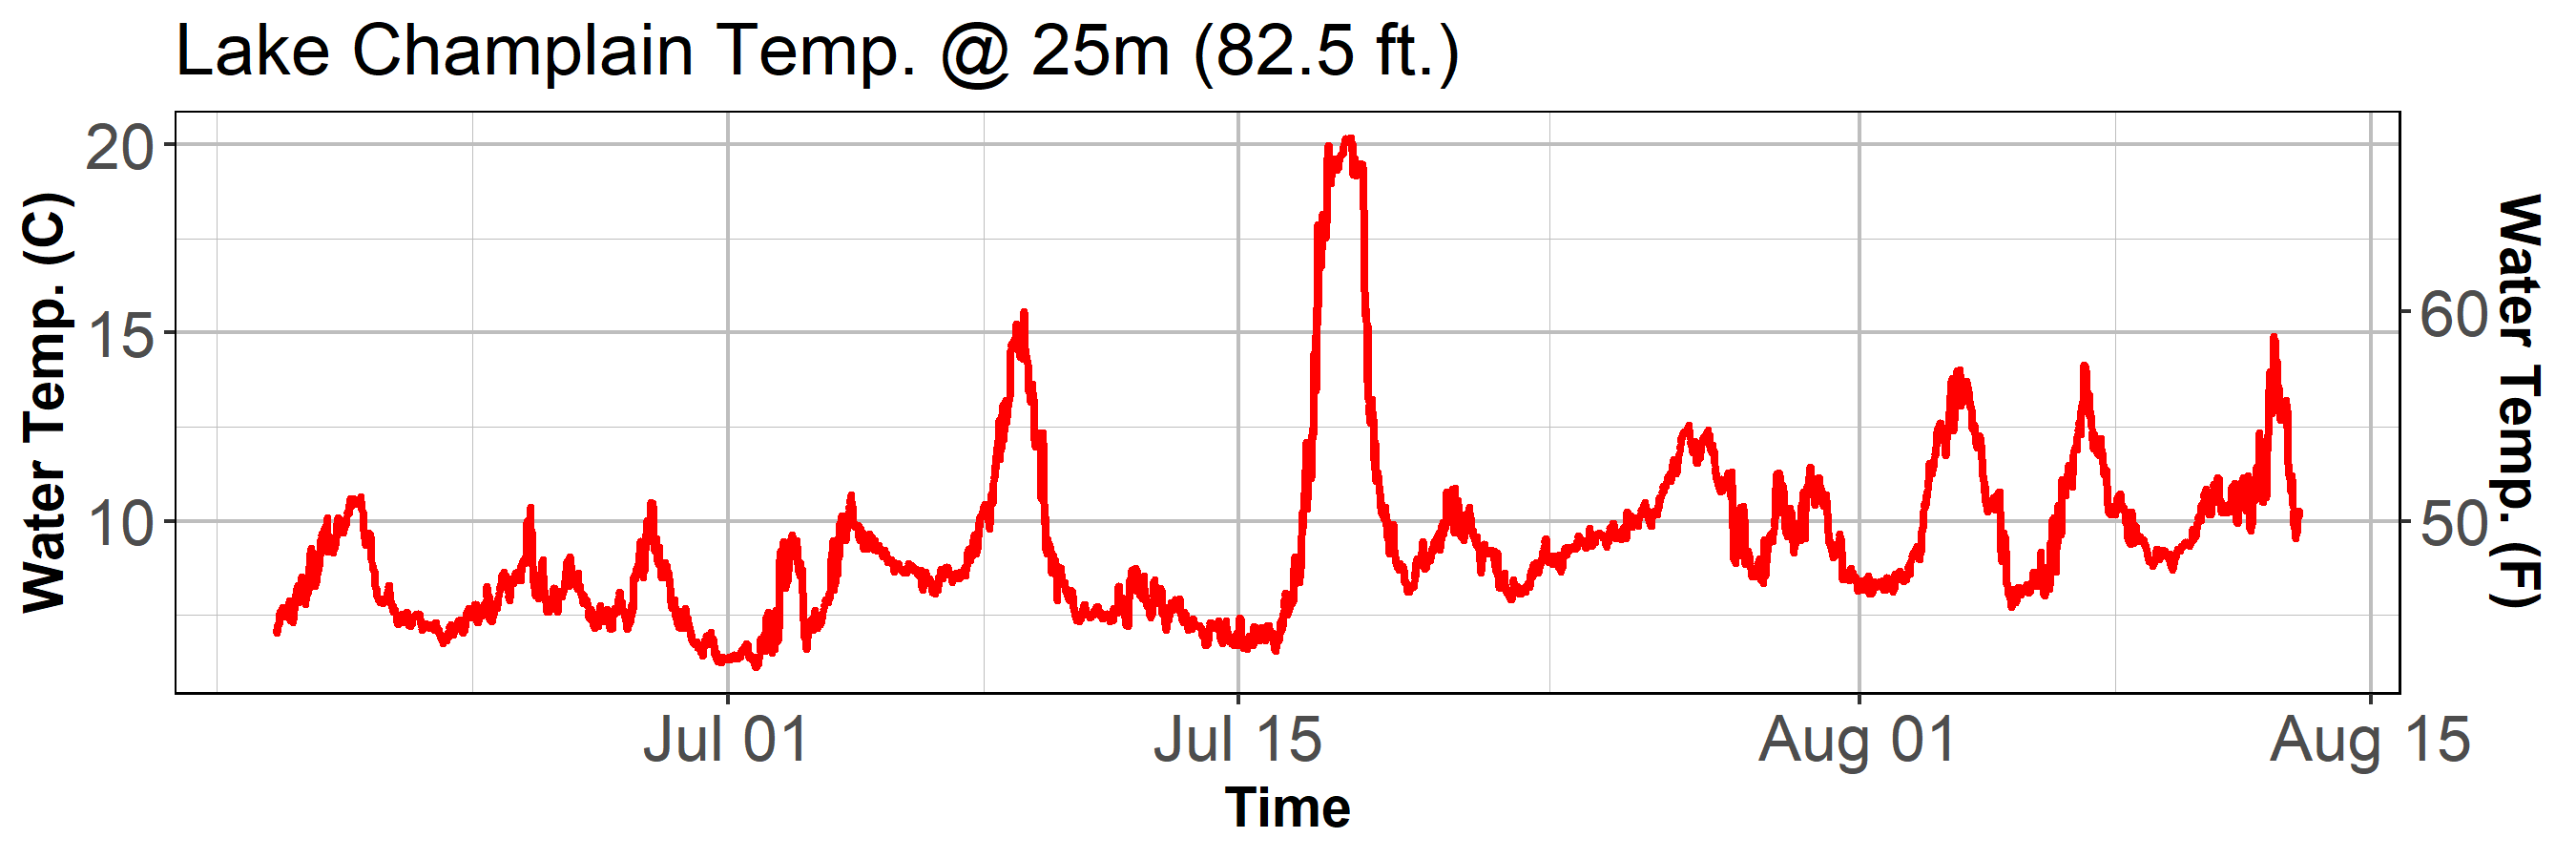 Lake Champlain Temp. @ 25m (82.5 ft.)
Water Temp. (C)
20
15
10
60
50
Water Temp. (F)
Jul 01
Jul 15
Aug 01
Aug 15
Time